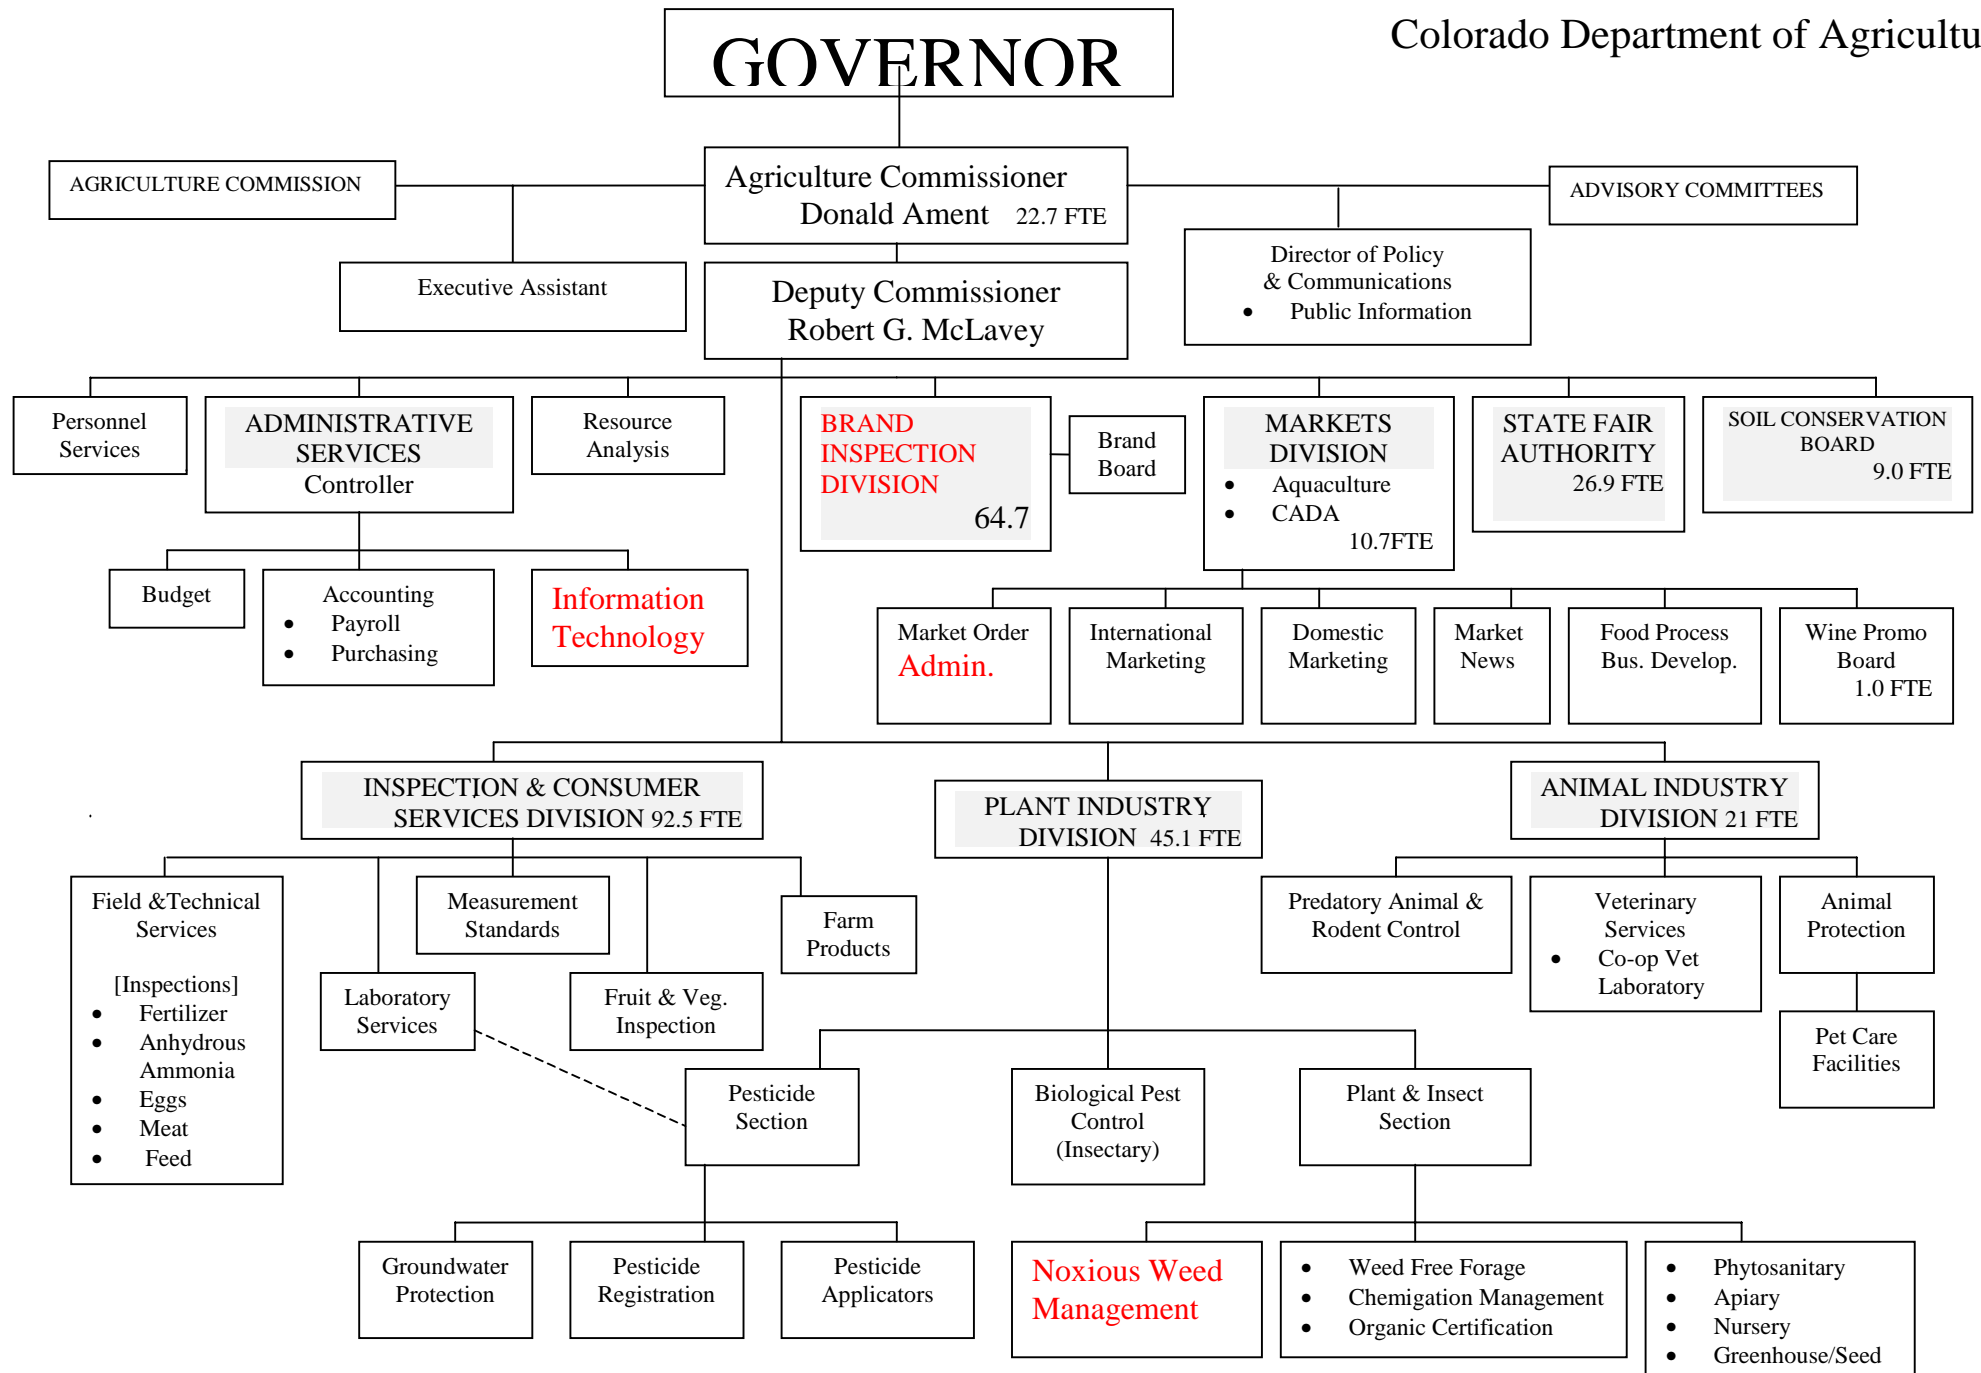 Colorado Department of Agricultu
GOVERNOR
AGRICULTURE COMMISSION
Agriculture Commissioner
Donald Ament 22.7 FTE
ADVISORY COMMITTEES
Executive Assistant
Deputy Commissioner
Robert G. McLavey
Director of Policy
& Communications
• Public Information
Personnel
Services
ADMINISTRATIVE
SERVICES
Controller
Resource
Analysis
BRAND
INSPECTION
DIVISION
64.7
Brand
Board
MARKETS
DIVISION
• Aquaculture
• CADA
10.7FTE
STATE FAIR
AUTHORITY
26.9 FTE
SOIL CONSERVATION
BOARD
9.0 FTE
Budget
Accounting
• Payroll
• Purchasing
Information
Technology
Market Order
Admin.
International
Marketing
Domestic
Marketing
Market
News
Food Process
Bus. Develop.
Wine Promo
Board
1.0 FTE
INSPECTION & CONSUMER
SERVICES DIVISION 92.5 FTE
PLANT INDUSTRY
DIVISION 45.1 FTE
ANIMAL INDUSTRY
DIVISION 21 FTE
Field &Technical
Services
[Inspections]
• Fertilizer
• Anhydrous
Ammonia
• Eggs
• Meat
• Feed
Laboratory
Services
Measurement
Standards
Fruit & Veg.
Inspection
Farm
Products
Predatory Animal &
Rodent Control
Veterinary
Services
• Co-op Vet
Laboratory
Animal
Protection
Pet Care
Facilities
Pesticide
Section
Biological Pest
Control
(Insectary)
Plant & Insect
Section
Groundwater
Protection
Pesticide
Registration
Pesticide
Applicators
Noxious Weed
Management
• Weed Free Forage
• Chemigation Management
• Organic Certification
• Phytosanitary
• Apiary
• Nursery
• Greenhouse/Seed